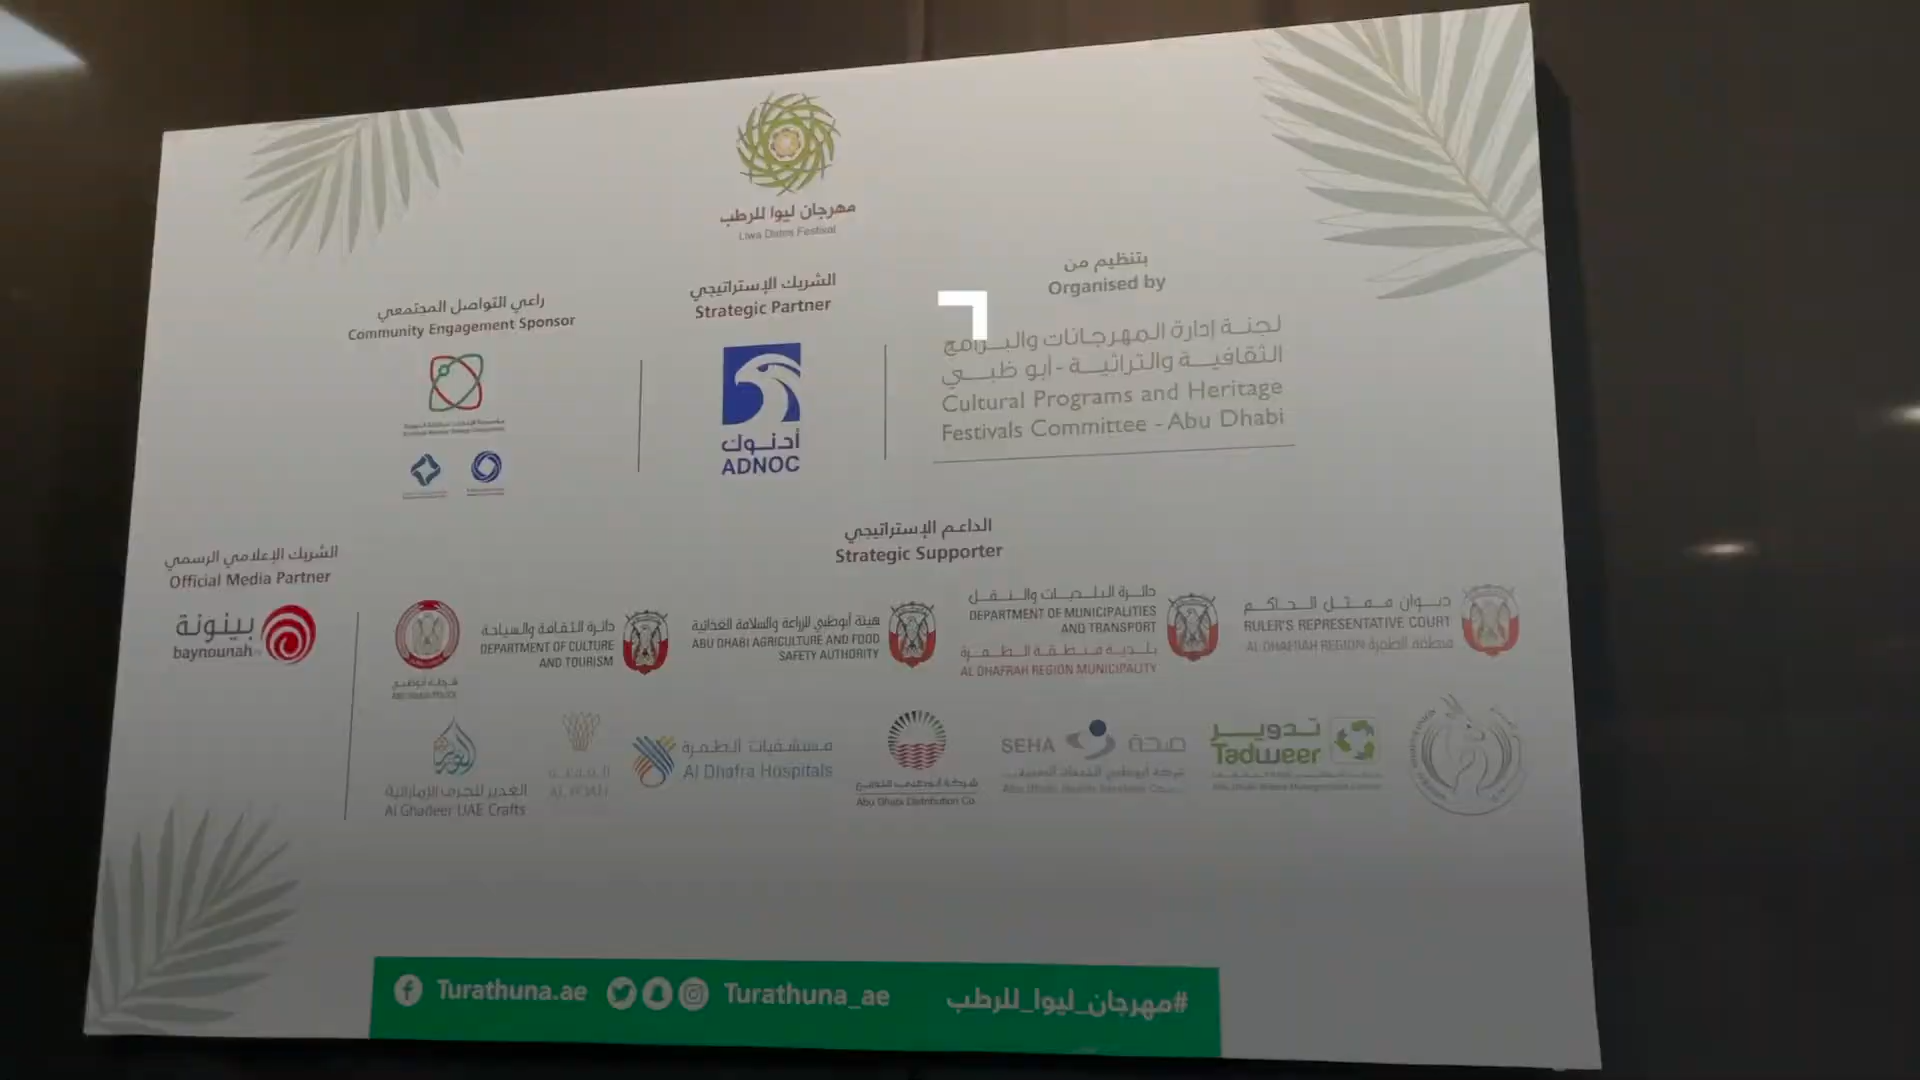 مهرجان ليوا للرطب
Liwa Dates Festival
بتنظيم من
Organised by
لجنة إدارة المهرجانات والبرامج
الثقافية والتراثية - أبو ظبي
Cultural Programs and Heritage
Festivals Committee - Abu Dhabi
الشريك الإستراتيجي
Strategic Partner
أدنوك
ADNOC
راعي التواصل المجتمعي
Community Engagement Sponsor
الداعم الإستراتيجي
Strategic Supporter
ديوان ممثل الحاكم
RULER'S REPRESENTATIVE COURT
AL DHAFRAH REGION منطقة الظفرة
دائرة البلديات والنقل
DEPARTMENT OF MUNICIPALITIES
AND TRANSPORT
بلدية منطقة الظفرة
AL DHAFRAH REGION MUNICIPALITY
هيئة أبوظبي للزراعة والسلامة الغذائية
ABU DHABI AGRICULTURE AND FOOD
SAFETY AUTHORITY
دائرة الثقافة والسياحة
DEPARTMENT OF CULTURE
AND TOURISM
شرطة أبوظبي
الشريك الإعلامي الرسمي
Official Media Partner
بينونة
baynounah
تدوير
Tadweer
SEHA صحة
شركة أبوظبي للتوزيع
Abu Dhabi Distribution Co.
مستشفيات الظفرة
Al Dhafra Hospitals
الغدير للحرف الإماراتية
Al Ghadeer UAE Crafts
Turathuna.ae
Turathuna_ae
#مهرجان_ليوا_للرطب